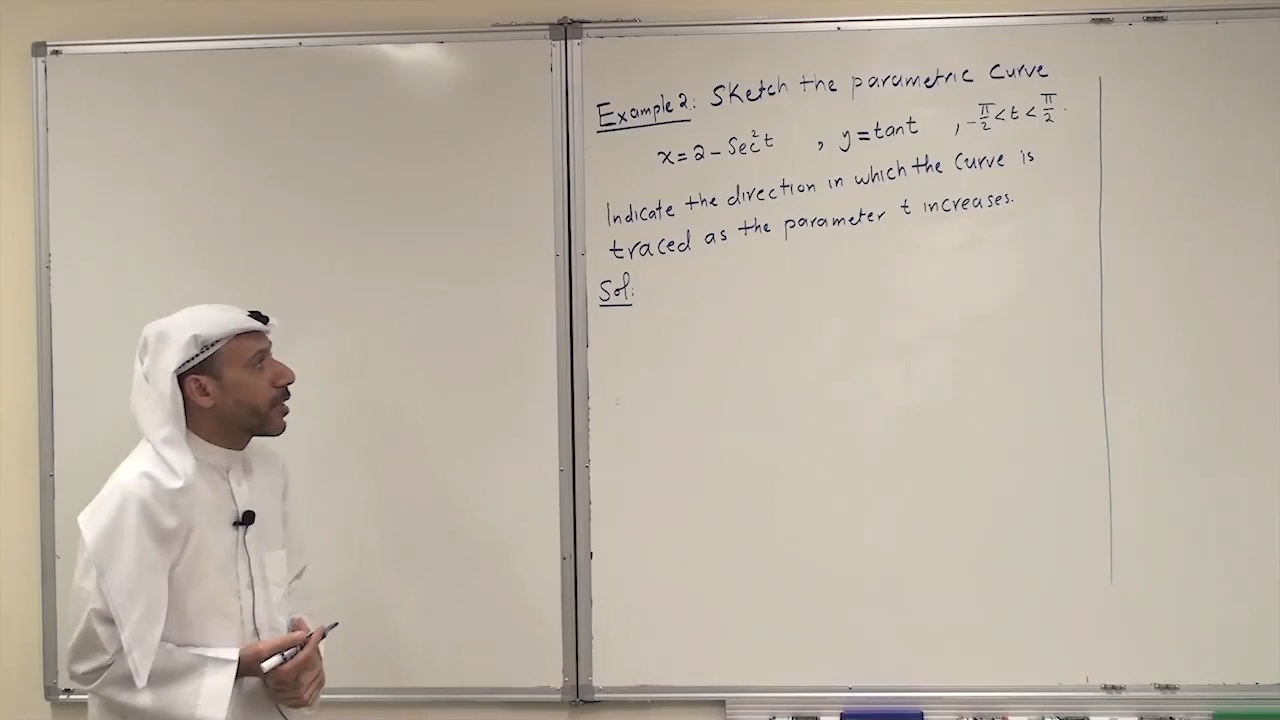 Example 2: Sketch the parametric curve
x = 2 - Sec²t , y = tan t , -π/2 < t < π/2.
Indicate the direction in which the curve is
traced as the parameter t increases.
Sol: